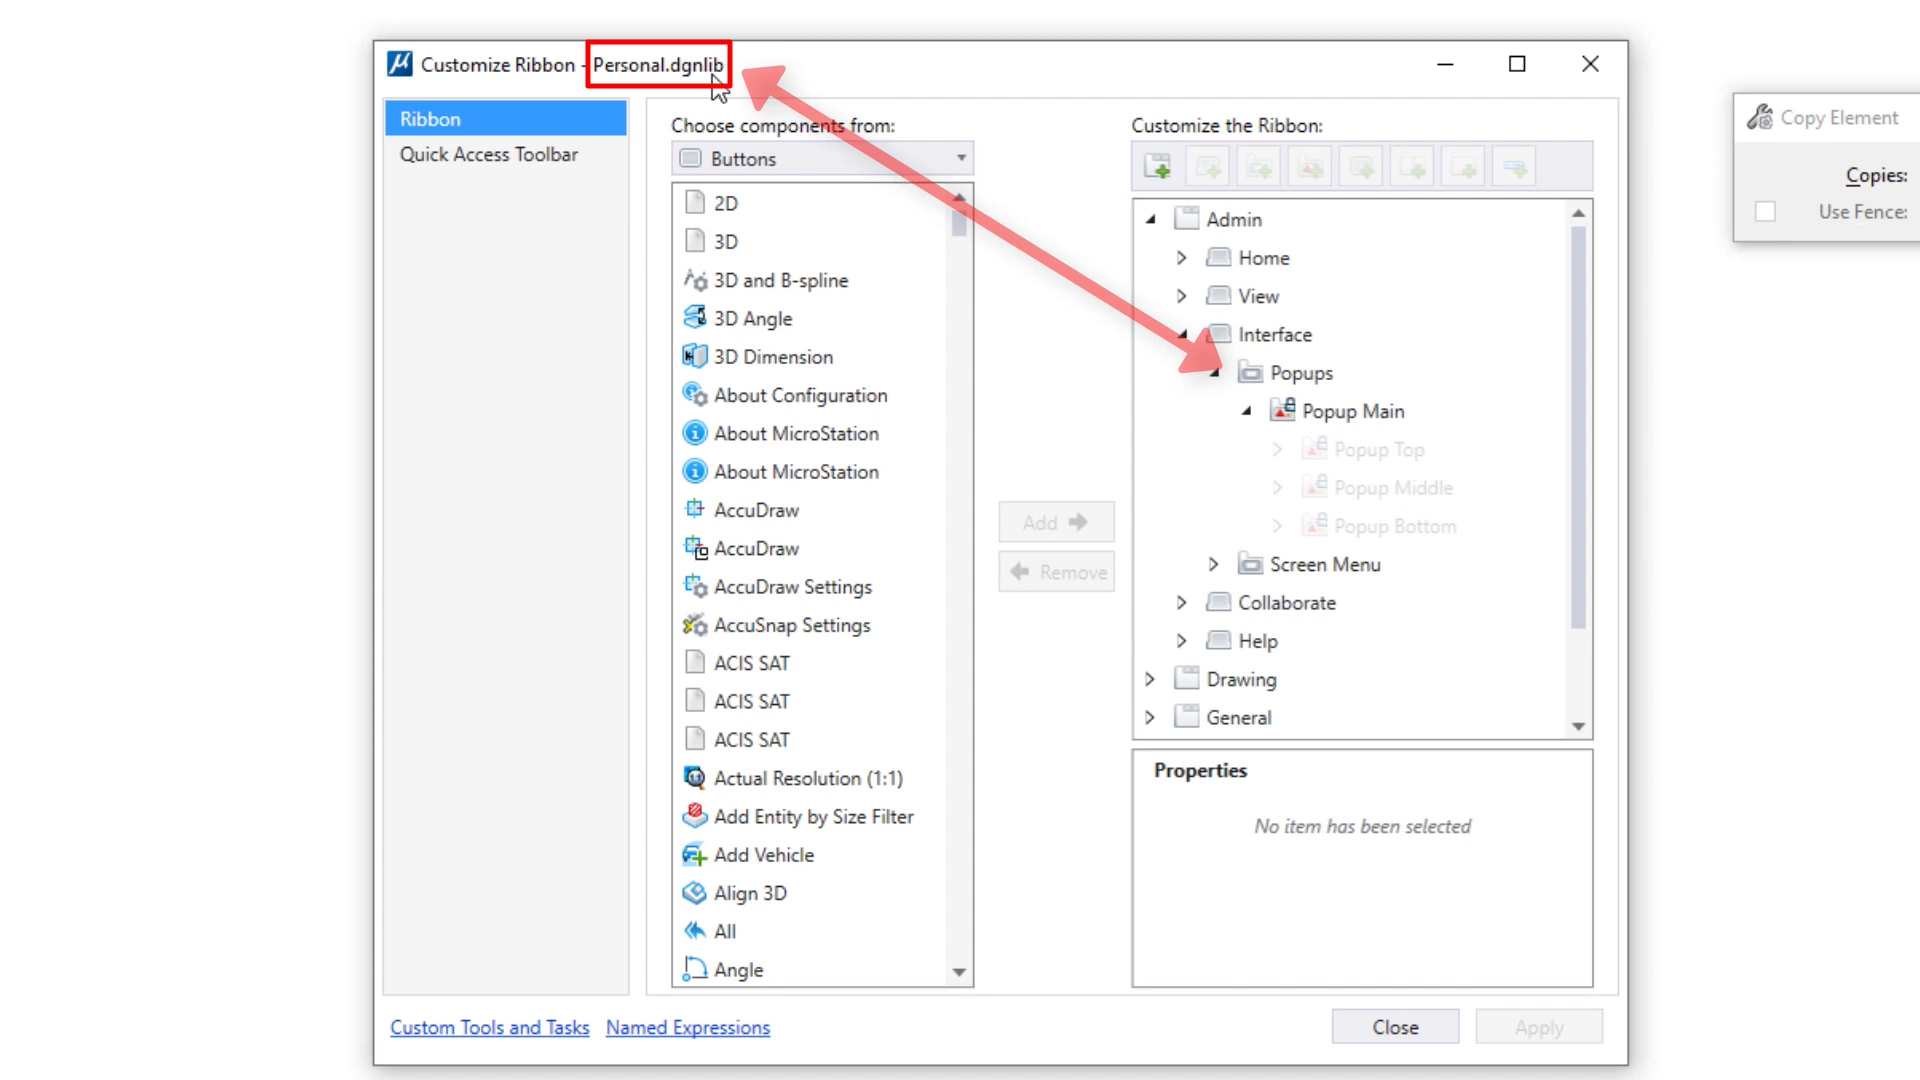 Customize Ribbon - Personal.dgnlib
Ribbon
Quick Access Toolbar
Choose components from:
Buttons
2D
3D
3D and B-spline
3D Angle
3D Dimension
About Configuration
About MicroStation
About MicroStation
AccuDraw
AccuDraw
AccuDraw Settings
AccuSnap Settings
ACIS SAT
ACIS SAT
ACIS SAT
Actual Resolution (1:1)
Add Entity by Size Filter
Add Vehicle
Align 3D
All
Angle
Add
Remove
Customize the Ribbon:
Admin
Home
View
Interface
Popups
Popup Main
Popup Top
Popup Middle
Popup Bottom
Screen Menu
Collaborate
Help
Drawing
General
Properties
No item has been selected
Custom Tools and Tasks Named Expressions
Close
Apply
Copy Element
Copies:
Use Fence: